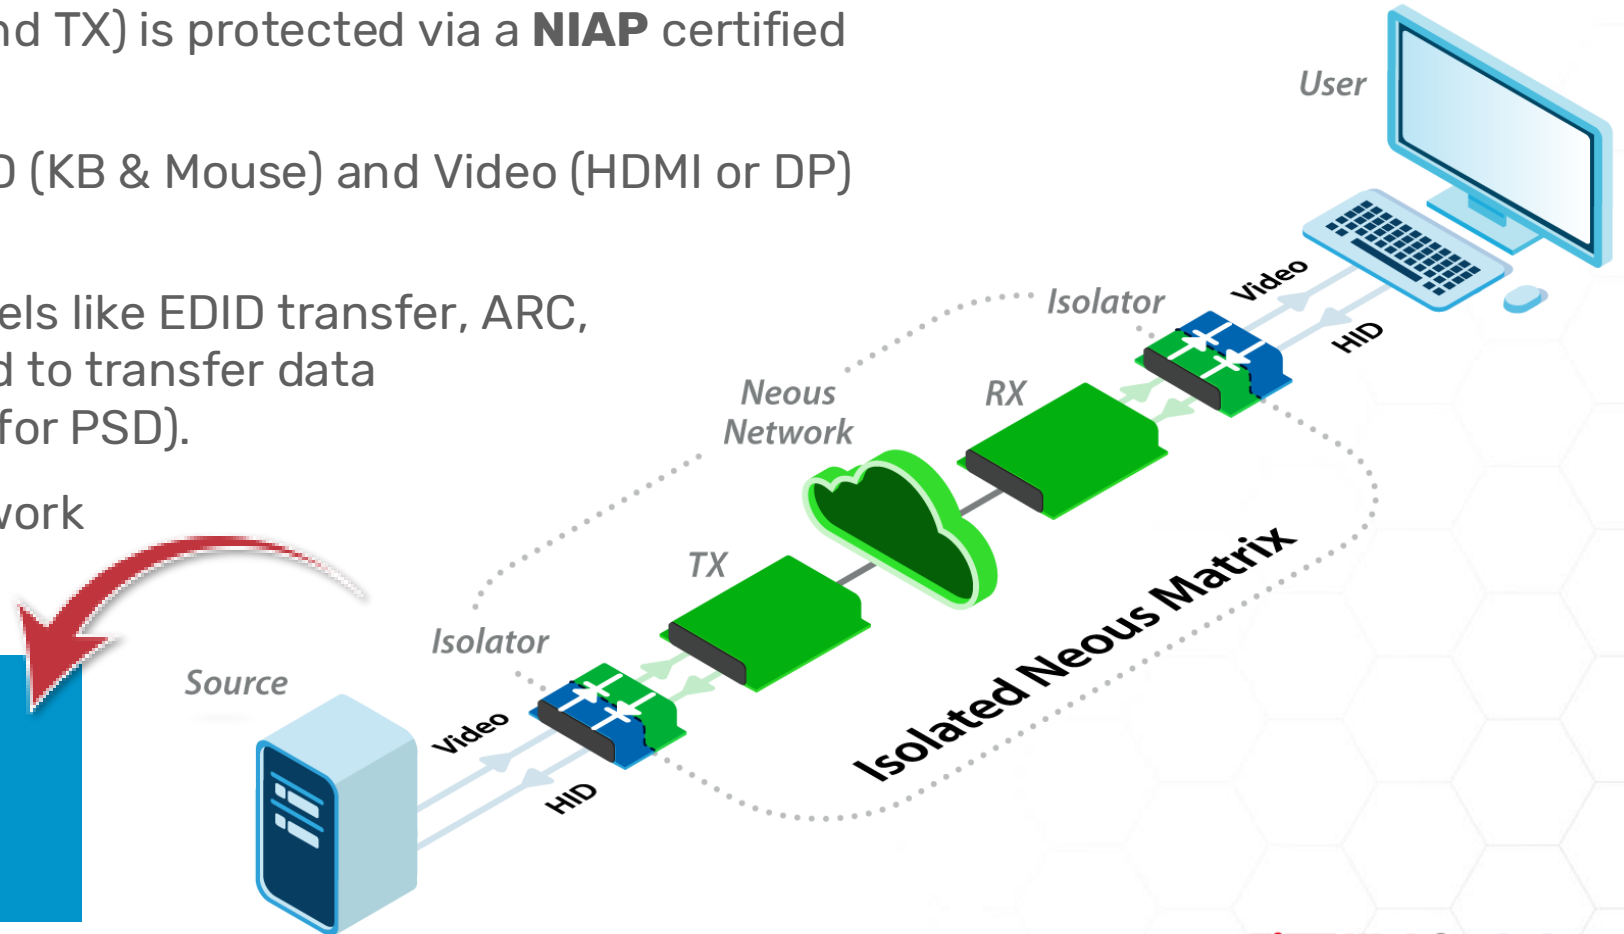 nd TX) is protected via a NIAP certified
D (KB & Mouse) and Video (HDMI or DP)
els like EDID transfer, ARC,
d to transfer data
for PSD).
work
User
Video
HID
Isolator
RX
Neous
Network
TX
Isolator
Source
Video
HID
Isolated Neous Matrix